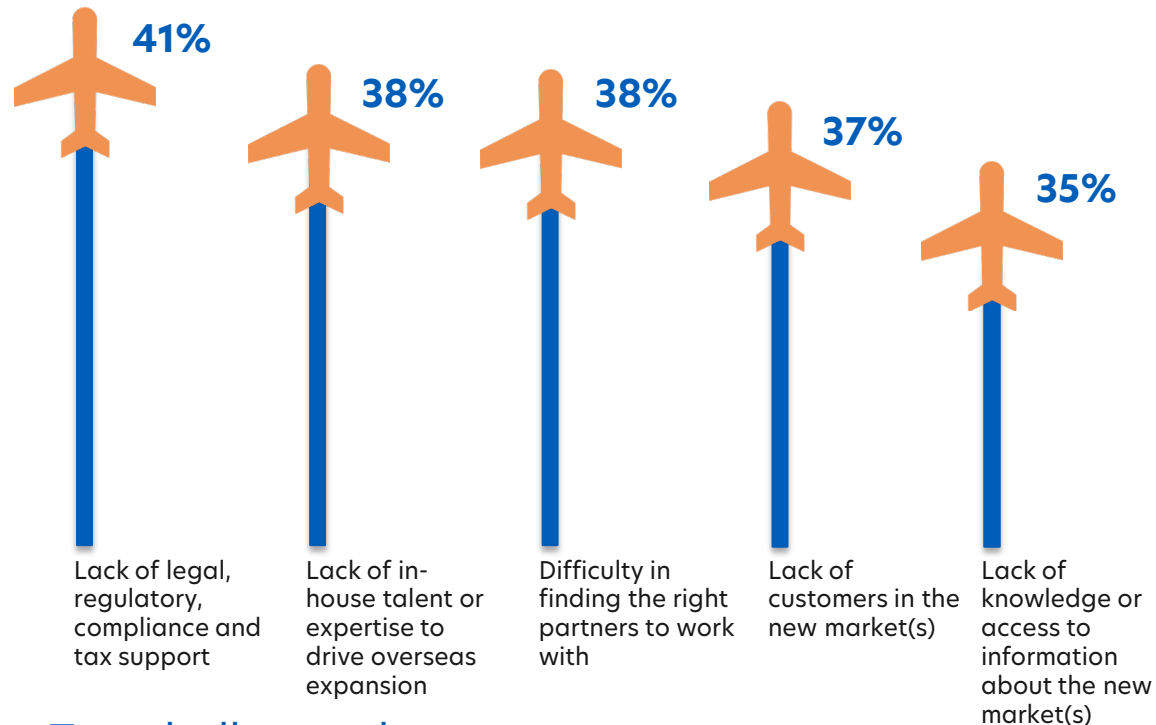 41%
38%
38%
37%
35%
Lack of legal,
regulatory,
compliance and
tax support
Lack of in-
house talent or
expertise to
drive overseas
expansion
Difficulty in
finding the right
partners to work
with
Lack of
customers in the
new market(s)
Lack of
knowledge or
access to
information
about the new
market(s)